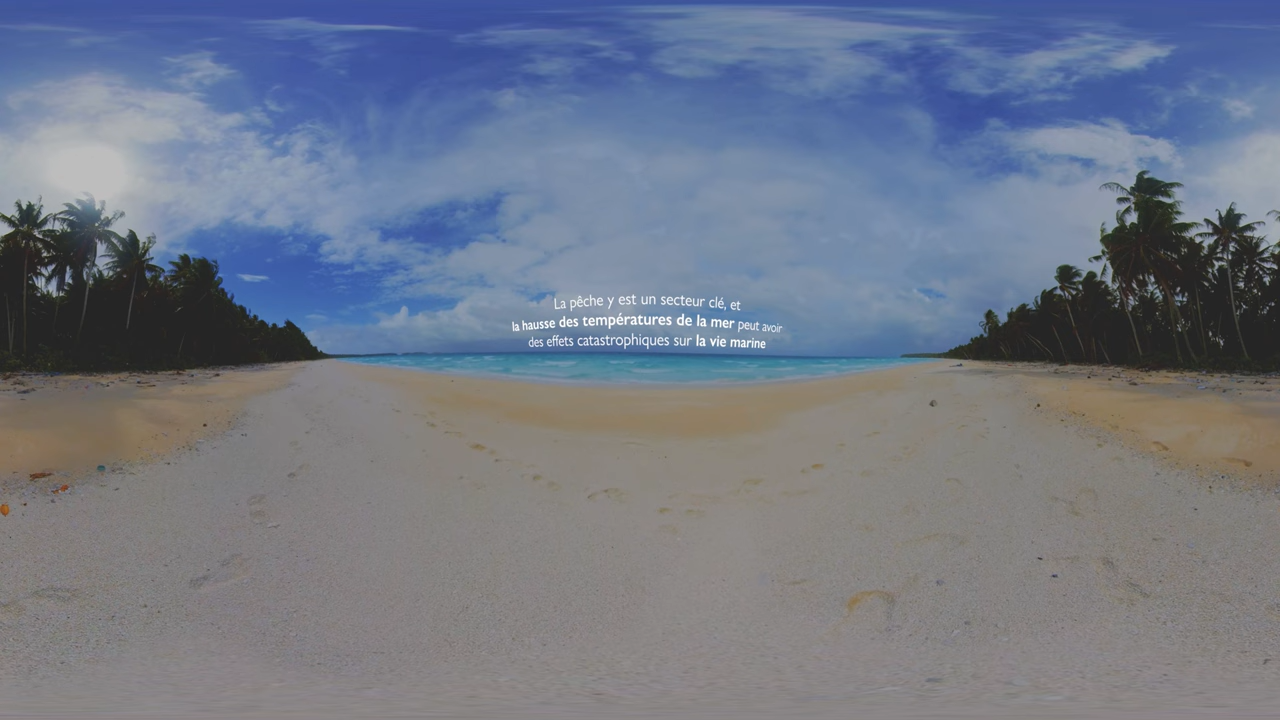 La pêche y est un secteur clé, et
la hausse des températures de la mer peut avoir
des effets catastrophiques sur la vie marine